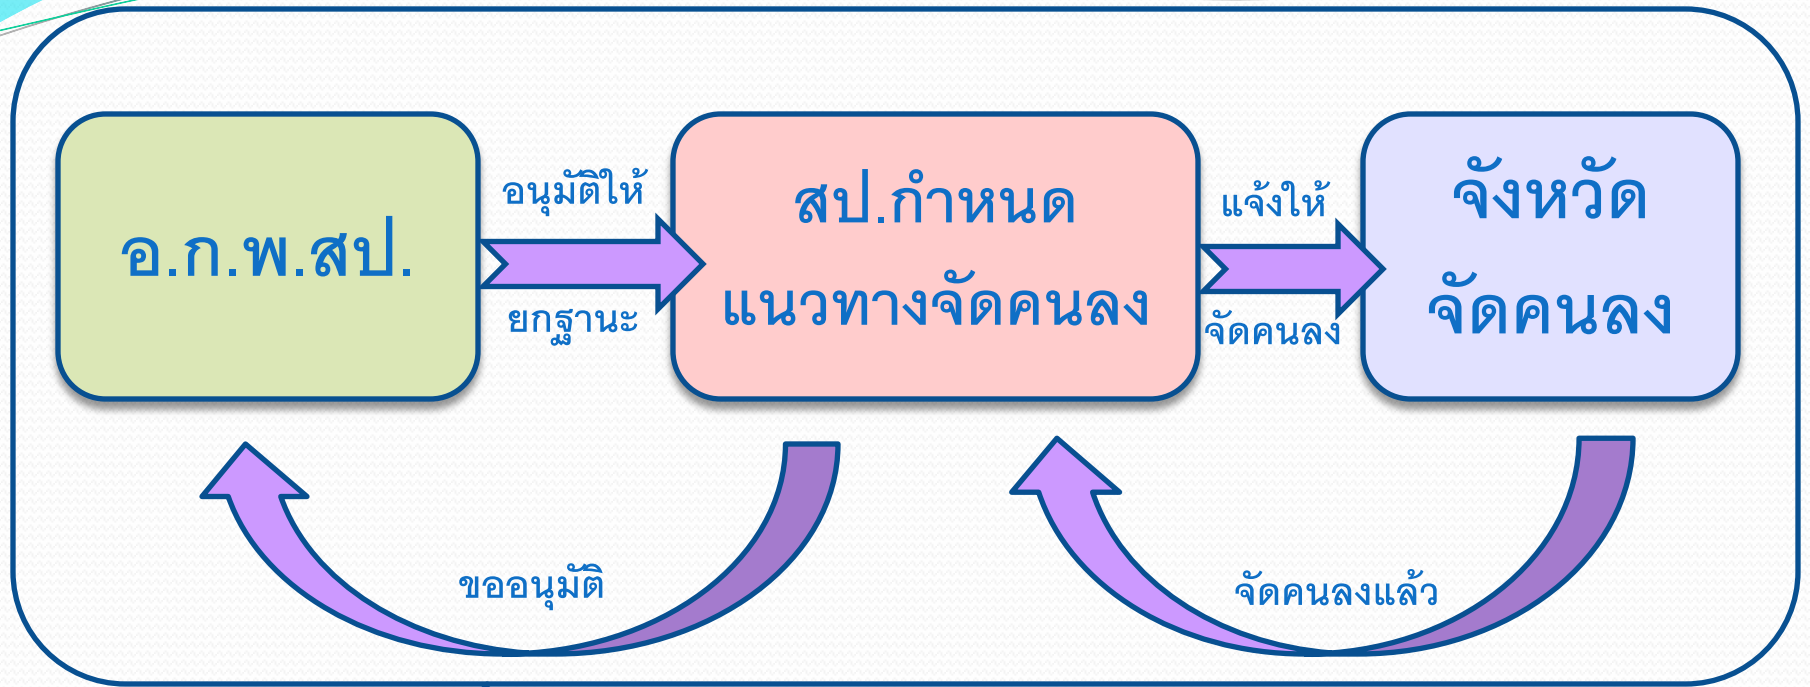 อ.ก.พ.สป.
อนุมัติให้
ยกฐานะ
สป.กำหนด
แนวทางจัดคนลง
แจ้งให้
จัดคนลง
จังหวัด
จัดคนลง
ขออนุมัติ
จัดคนลงแล้ว